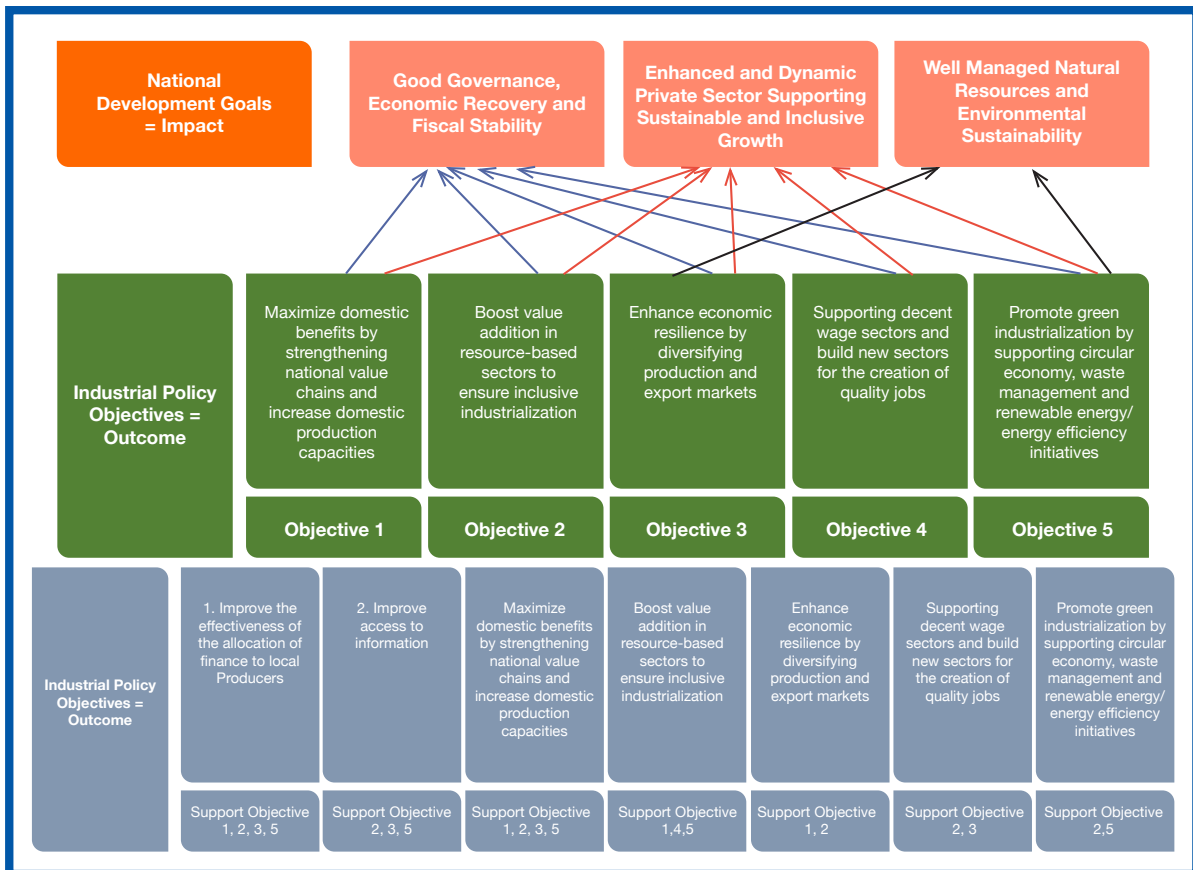 National
Development Goals
= Impact
Good Governance,
Economic Recovery and
Fiscal Stability
Enhanced and Dynamic
Private Sector Supporting
Sustainable and Inclusive
Growth
Well Managed Natural
Resources and
Environmental
Sustainability
Industrial Policy
Objectives =
Outcome
Maximize domestic
benefits by
strengthening
national value
chains and
increase domestic
production
capacities
Boost value
addition in
resource-based
sectors to
ensure inclusive
industrialization
Enhance economic
resilience by
diversifying
production and
export markets
Supporting decent
wage sectors and
build new sectors
for the creation of
quality jobs
Promote green
industrialization by
supporting circular
economy, waste
management and
renewable energy/
energy efficiency
initiatives
Objective 1
Objective 2
Objective 3
Objective 4
Objective 5
Industrial Policy
Objectives =
Outcome
1. Improve the
effectiveness of
the allocation of
finance to local
Producers
2. Improve
access to
information
Maximize
domestic benefits
by strengthening
national value
chains and
increase domestic
production
capacities
Boost value
addition in
resource-based
sectors to
ensure inclusive
industrialization
Enhance
economic
resilience by
diversifying
production and
export markets
Supporting
decent wage
sectors and build
new sectors for
the creation of
quality jobs
Promote green
industrialization by
supporting circular
economy, waste
management and
renewable energy/
energy efficiency
initiatives
Support Objective
1, 2, 3, 5
Support Objective
2, 3, 5
Support Objective
1, 2, 3, 5
Support Objective
1,4,5
Support Objective
1, 2
Support Objective
2, 3
Support Objective
2,5